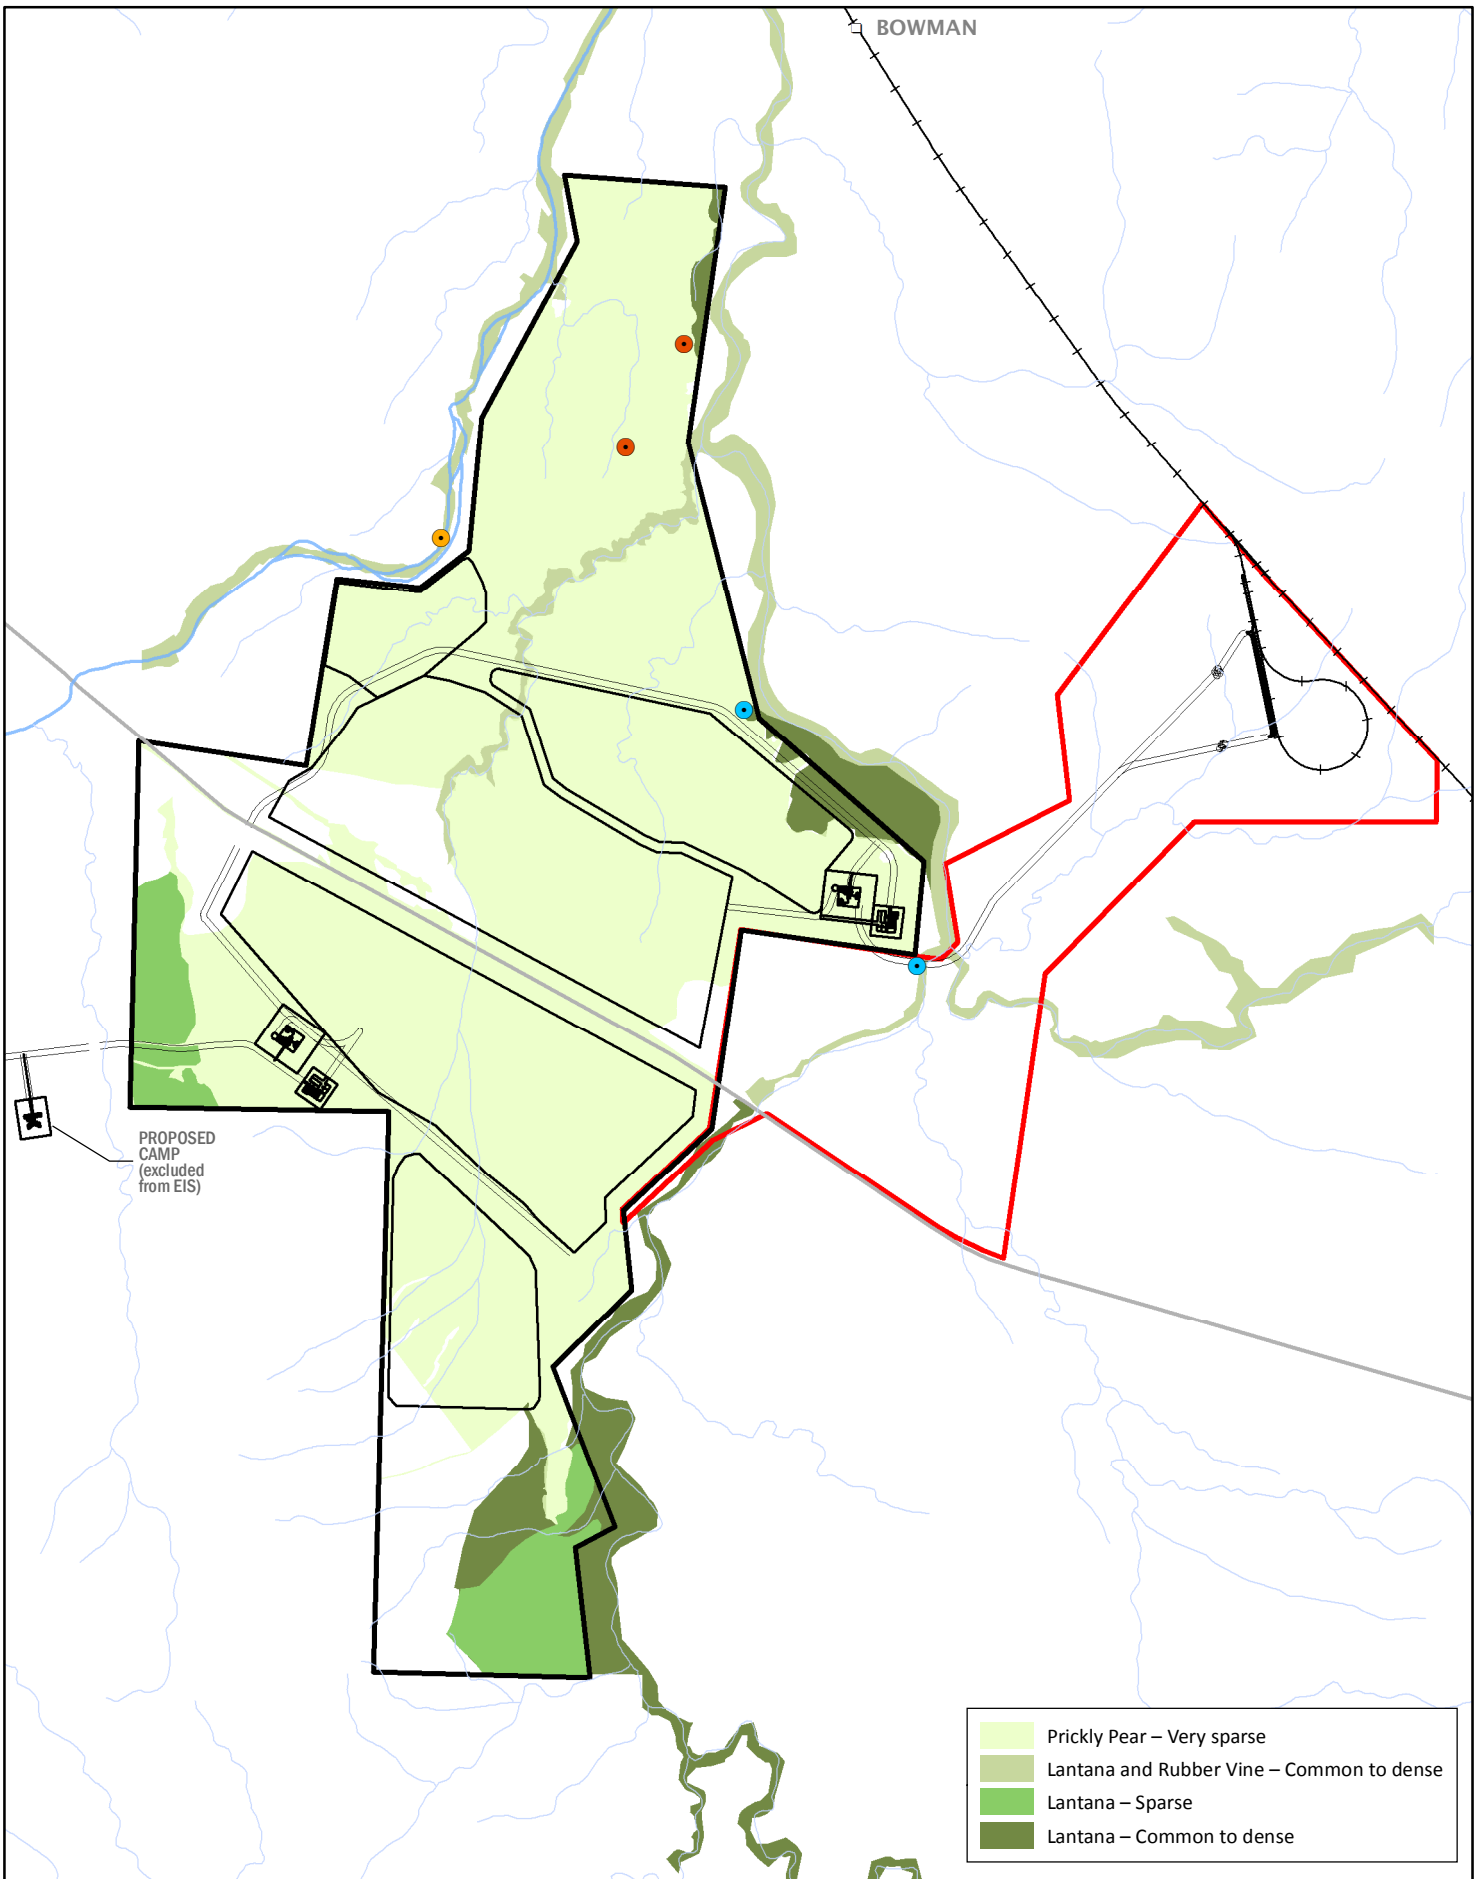 BOWMAN
PROPOSED
CAMP
(excluded
from EIS)
Prickly Pear – Very sparse
Lantana and Rubber Vine – Common to dense
Lantana – Sparse
Lantana – Common to dense